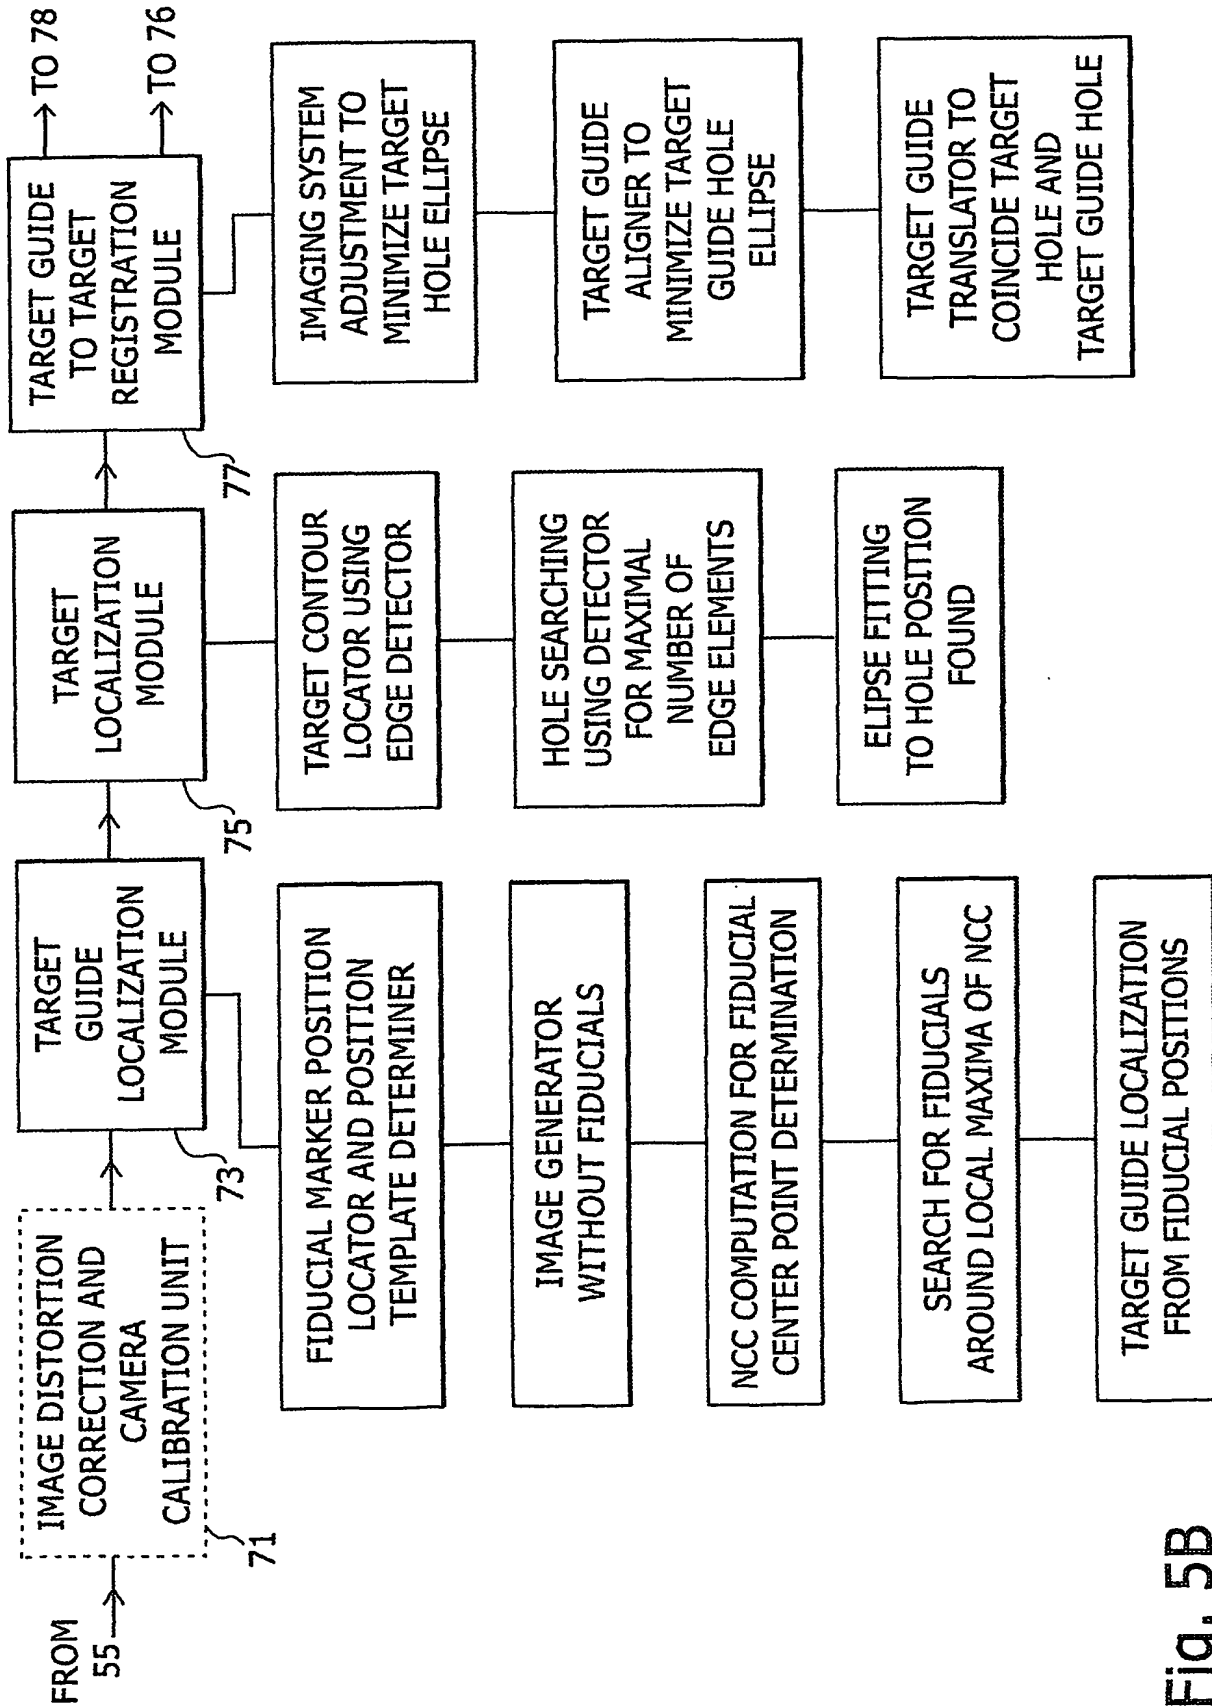 FROM
55
IMAGE DISTORTION
CORRECTION AND
CAMERA
CALIBRATION UNIT
71
TARGET
GUIDE
LOCALIZATION
MODULE
73
TARGET
LOCALIZATION
MODULE
75
TARGET GUIDE
TO TARGET
REGISTRATION
MODULE
77
TO 78
TO 76
FIDUCIAL MARKER POSITION
LOCATOR AND POSITION
TEMPLATE DETERMINER
IMAGE GENERATOR
WITHOUT FIDUCIALS
NCC COMPUTATION FOR FIDUCIAL
CENTER POINT DETERMINATION
SEARCH FOR FIDUCIALS
AROUND LOCAL MAXIMA OF NCC
TARGET GUIDE LOCALIZATION
FROM FIDUCIAL POSITIONS
TARGET CONTOUR
LOCATOR USING
EDGE DETECTOR
HOLE SEARCHING
USING DETECTOR
FOR MAXIMAL
NUMBER OF
EDGE ELEMENTS
ELIPSE FITTING
TO HOLE POSITION
FOUND
IMAGING SYSTEM
ADJUSTMENT TO
MINIMIZE TARGET
HOLE ELLIPSE
TARGET GUIDE
ALIGNER TO
MINIMIZE TARGET
GUIDE HOLE
ELLIPSE
TARGET GUIDE
TRANSLATOR TO
COINCIDE TARGET
HOLE AND
TARGET GUIDE HOLE
Fig. 5B